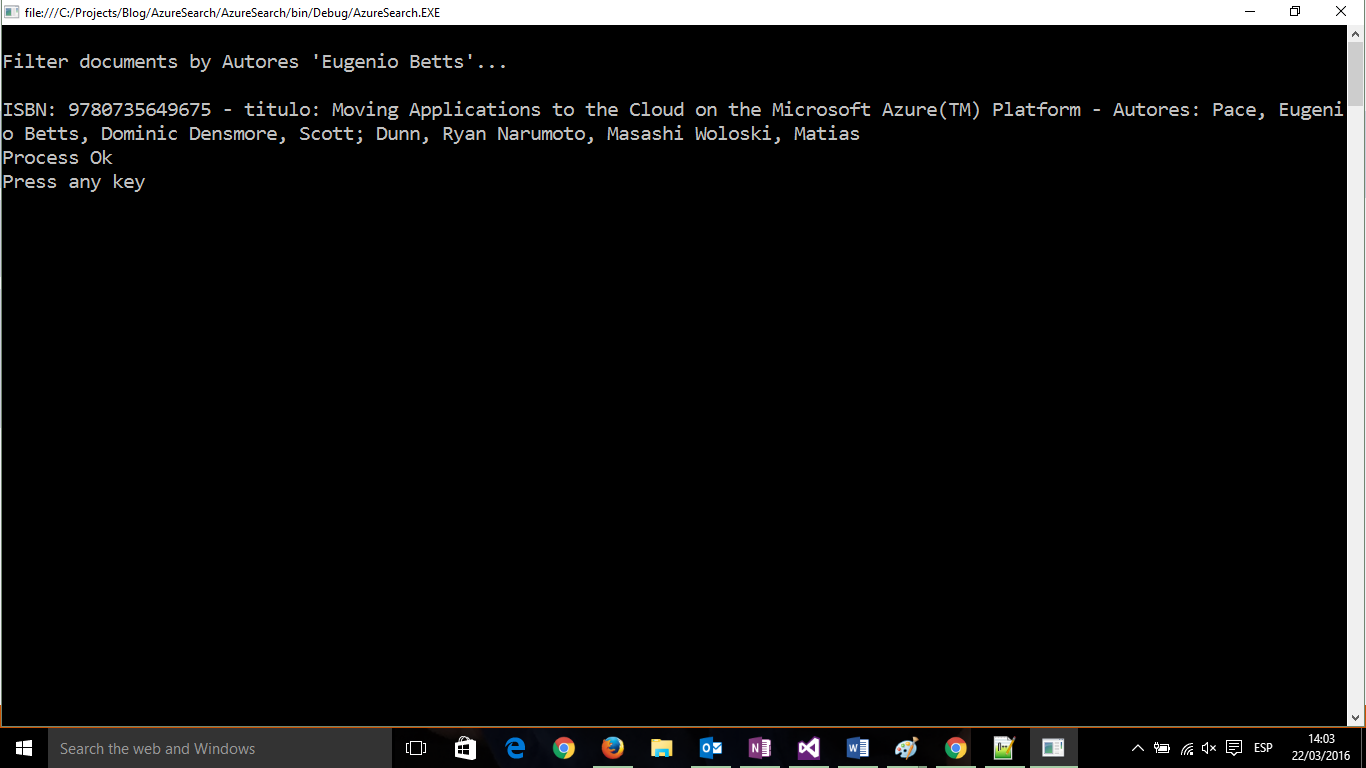 file:///C:/Projects/Blog/AzureSearch/AzureSearch/bin/Debug/AzureSearch.EXE
Filter documents by Autores 'Eugenio Betts'...
ISBN: 9780735649675 - titulo: Moving Applications to the Cloud on the Microsoft Azure(TM) Platform - Autores: Pace, Eugeni
o Betts, Dominic Densmore, Scott; Dunn, Ryan Narumoto, Masashi Woloski, Matias
Process Ok
Press any key
Search the web and Windows
ESP
14:03
22/03/2016